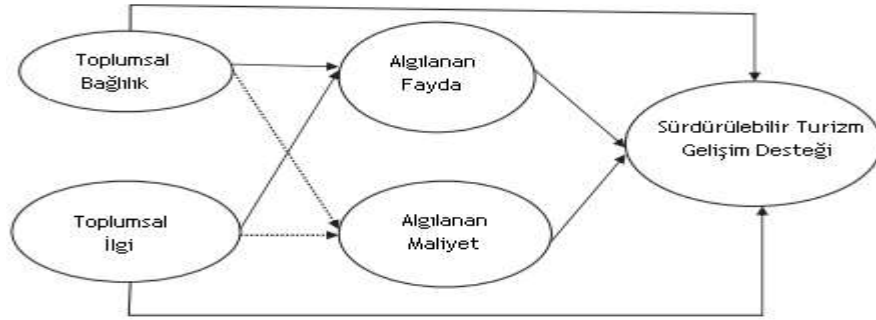 Toplumsal
Bağlılık
Algılanan
Fayda
Sürdürülebilir Turizm
Gelişim Desteği
Toplumsal
İlgi
Algılanan
Maliyet